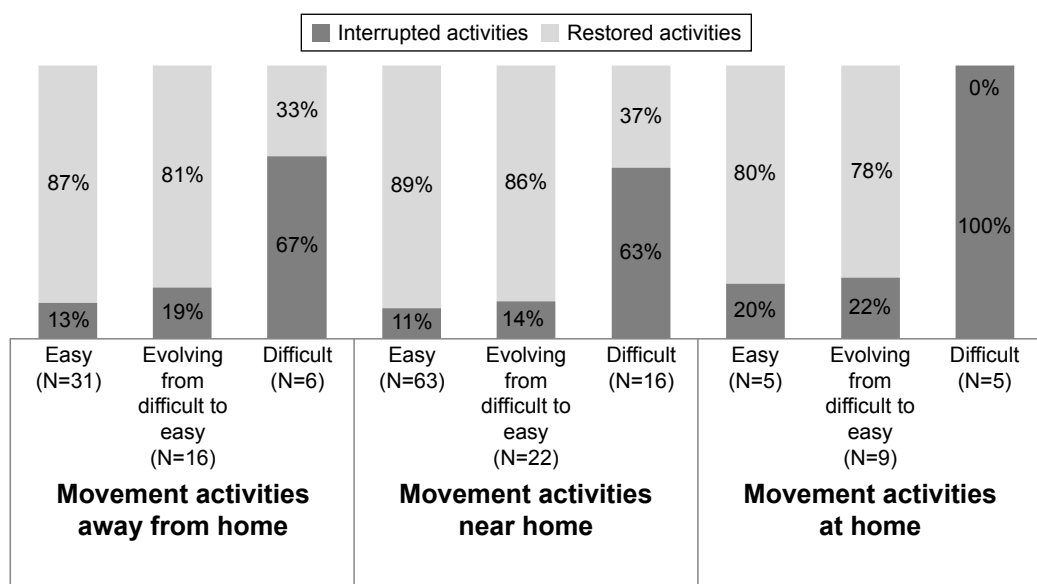 Interrupted activities Restored activities
87% 81% 33% 89% 86% 37% 80% 78% 0%
13% 19% 67% 11% 14% 63% 20% 22% 100%
Easy
(N=31)
Evolving
from
difficult to
easy
(N=16)
Difficult
(N=6)
Movement activities
away from home
Easy
(N=63)
Evolving
from
difficult to
easy
(N=22)
Difficult
(N=16)
Movement activities
near home
Easy
(N=5)
Evolving
from
difficult to
easy
(N=9)
Difficult
(N=5)
Movement activities
at home